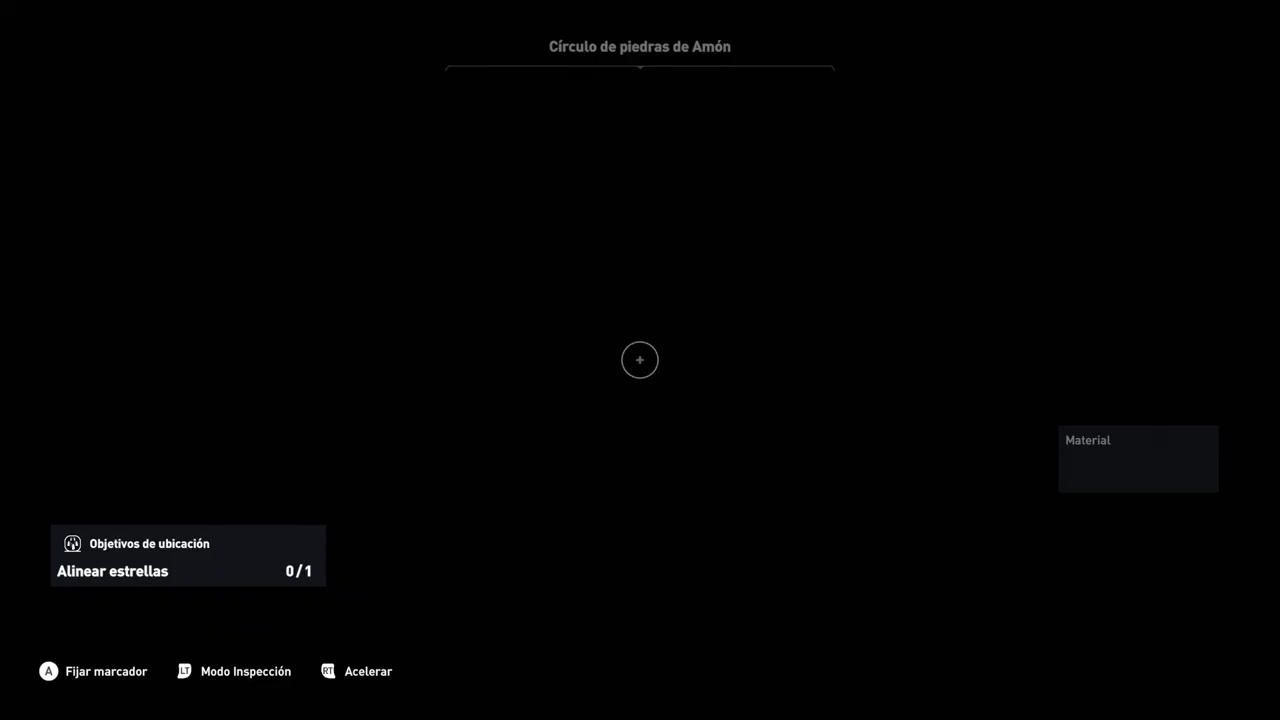 Círculo de piedras de Amón
Material
Objetivos de ubicación
Alinear estrellas 0/1
A Fijar marcador LT Modo Inspección RT Acelerar